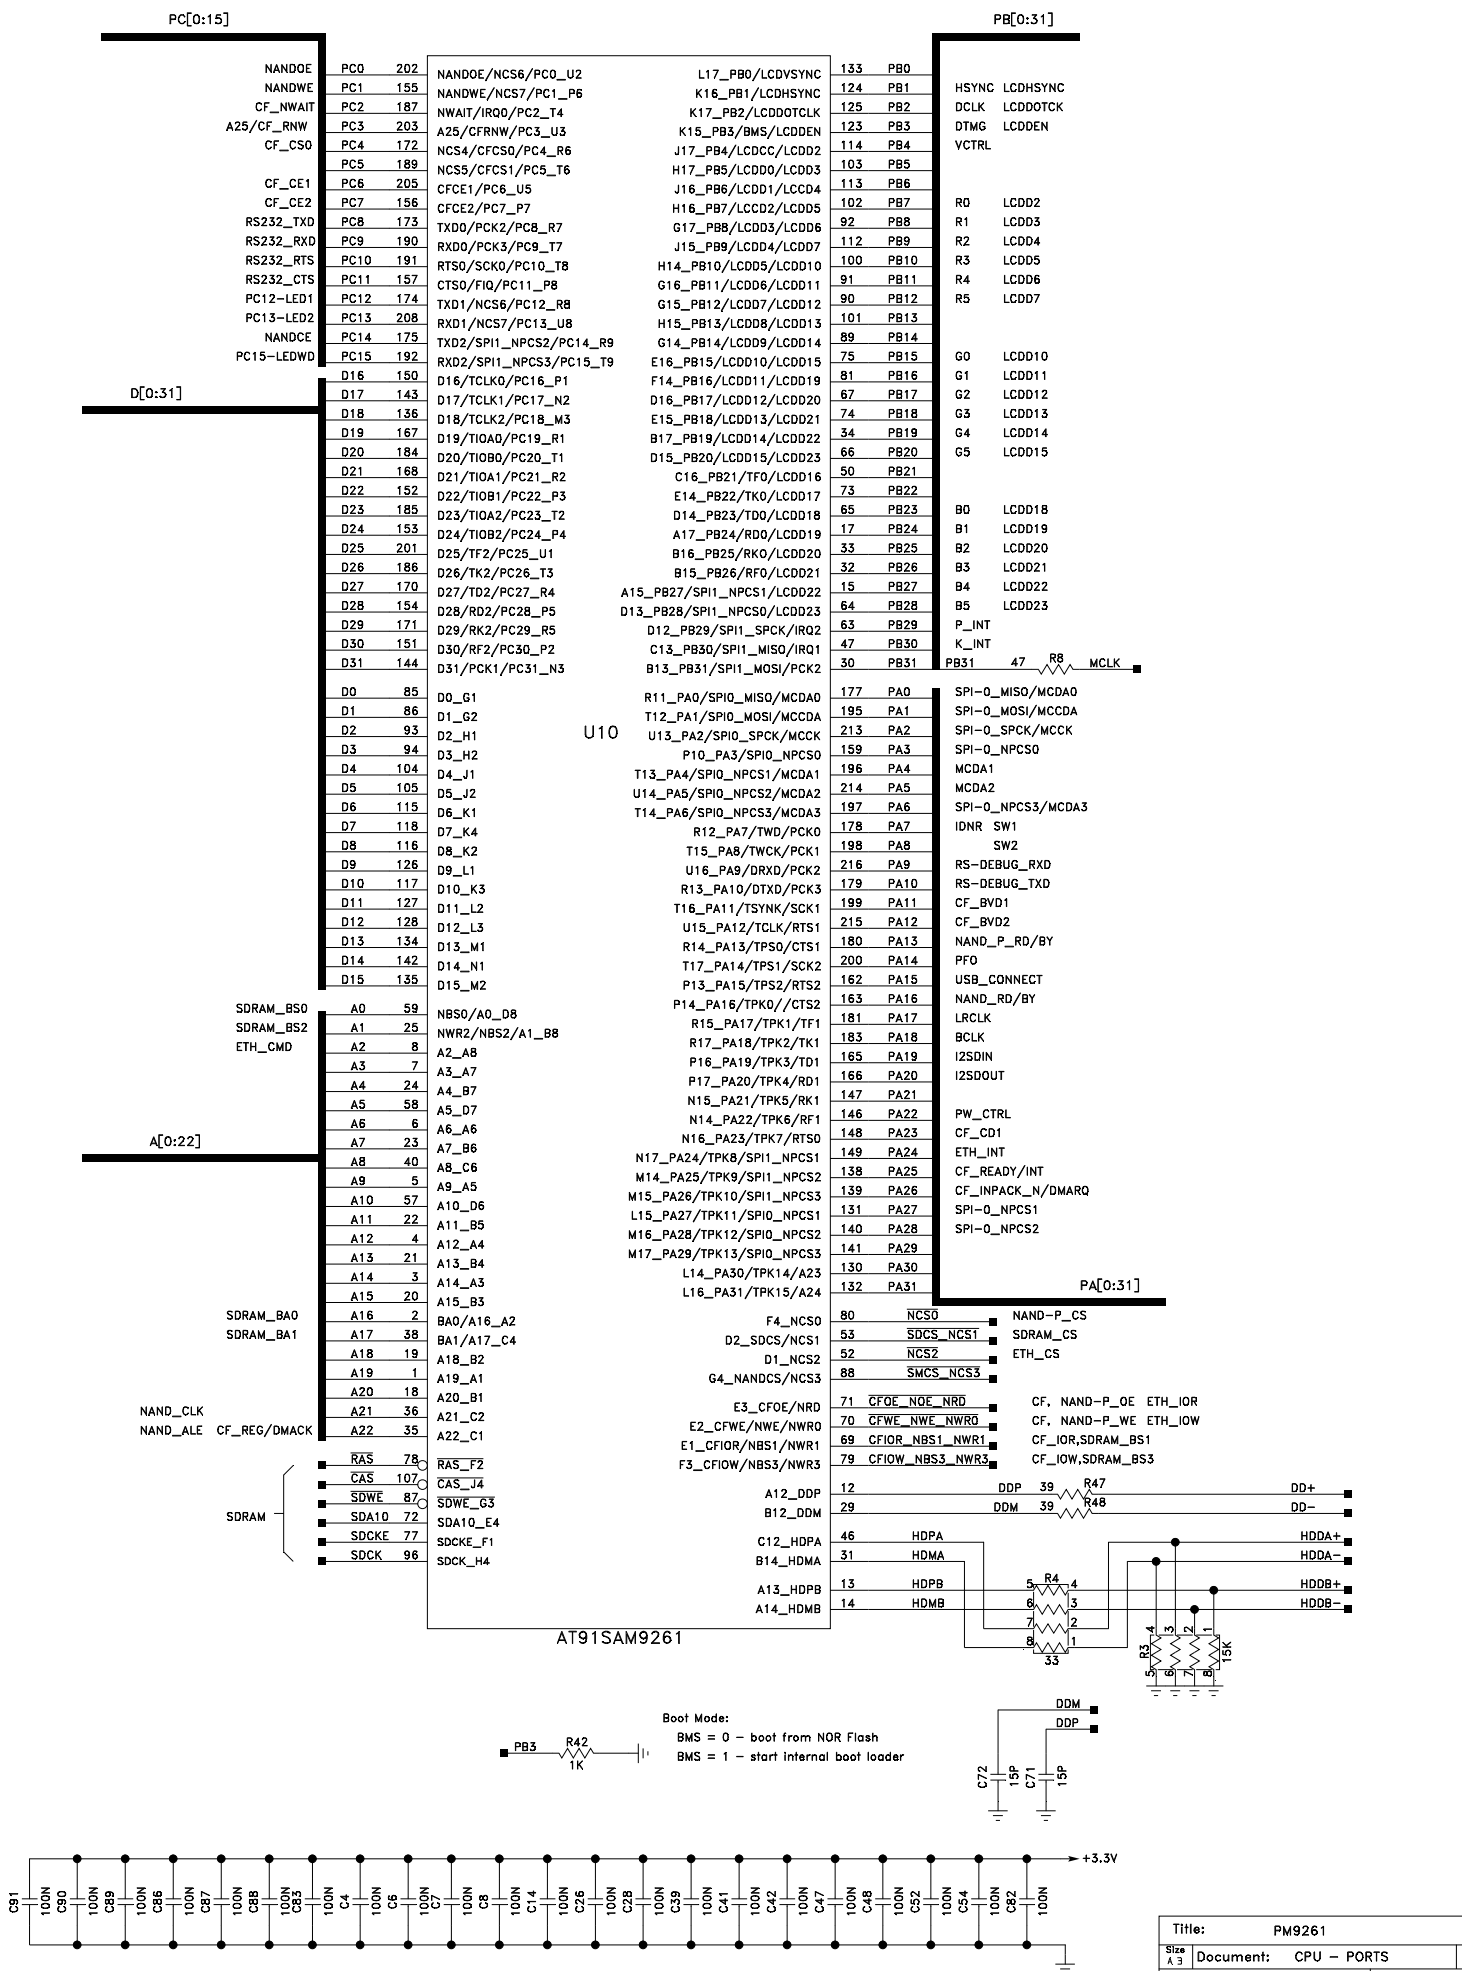 PC[0:15]
PB[0:31]
NANDOE PC0 202 NANDOE/NCS6/PC0_U2 L17_PB0/LCDVSYNC 133 PB0
NANDWE PC1 155 NANDWE/NCS7/PC1_P6 K16_PB1/LCDHSYNC 124 PB1 HSYNC LCDHSYNC
CF_NWAIT PC2 187 NWAIT/IRQ0/PC2_T4 K17_PB2/LCDDOTCLK 125 PB2 DCLK LCDDOTCK
A25/CF_RNW PC3 203 A25/CFRNW/PC3_U3 K15_PB3/BMS/LCDDEN 123 PB3 DTMG LCDDEN
CF_CS0 PC4 172 NCS4/CFCS0/PC4_R6 J17_PB4/LCDCC/LCDD2 114 PB4 VCTRL
PC5 189 NCS5/CFCS1/PC5_T6 H17_PB5/LCDD0/LCDD3 103 PB5
CF_CE1 PC6 205 CFCE1/PC6_U5 J16_PB6/LCDD1/LCCD4 113 PB6
CF_CE2 PC7 156 CFCE2/PC7_P7 H16_PB7/LCCD2/LCDD5 102 PB7 R0 LCDD2
RS232_TXD PC8 173 TXD0/PCK2/PC8_R7 G17_PB8/LCDD3/LCDD6 92 PB8 R1 LCDD3
RS232_RXD PC9 190 RXD0/PCK3/PC9_T7 J15_PB9/LCDD4/LCDD7 112 PB9 R2 LCDD4
RS232_RTS PC10 191 RTS0/SCK0/PC10_T8 H14_PB10/LCDD5/LCDD10 100 PB10 R3 LCDD5
RS232_CTS PC11 157 CTS0/FIQ/PC11_P8 G16_PB11/LCDD6/LCDD11 91 PB11 R4 LCDD6
PC12-LED1 PC12 174 TXD1/NCS6/PC12_R8 G15_PB12/LCDD7/LCDD12 90 PB12 R5 LCDD7
PC13-LED2 PC13 208 RXD1/NCS7/PC13_U8 H15_PB13/LCDD8/LCDD13 101 PB13
NANDCE PC14 175 TXD2/SPI1_NPCS2/PC14_R9 G14_PB14/LCDD9/LCDD14 89 PB14
PC15-LEDWD PC15 192 RXD2/SPI1_NPCS3/PC15_T9 E16_PB15/LCDD10/LCDD15 75 PB15 G0 LCDD10
D16 150 D16/TCLK0/PC16_P1 F14_PB16/LCDD11/LCDD19 81 PB16 G1 LCDD11
D[0:31]
D17 143 D17/TCLK1/PC17_N2 D16_PB17/LCDD12/LCDD20 67 PB17 G2 LCDD12
D18 136 D18/TCLK2/PC18_M3 E15_PB18/LCDD13/LCDD21 74 PB18 G3 LCDD13
D19 167 D19/TIOA0/PC19_R1 B17_PB19/LCDD14/LCDD22 34 PB19 G4 LCDD14
D20 184 D20/TIOB0/PC20_T1 D15_PB20/LCDD15/LCDD23 66 PB20 G5 LCDD15
D21 168 D21/TIOA1/PC21_R2 C16_PB21/TF0/LCDD16 50 PB21
D22 152 D22/TIOB1/PC22_P3 E14_PB22/TK0/LCDD17 73 PB22
D23 185 D23/TIOA2/PC23_T2 D14_PB23/TD0/LCDD18 65 PB23 B0 LCDD18
D24 153 D24/TIOB2/PC24_P4 A17_PB24/RD0/LCDD19 17 PB24 B1 LCDD19
D25 201 D25/TF2/PC25_U1 B16_PB25/RK0/LCDD20 33 PB25 B2 LCDD20
D26 186 D26/TK2/PC26_T3 B15_PB26/RF0/LCDD21 32 PB26 B3 LCDD21
D27 170 D27/TD2/PC27_R4 A15_PB27/SPI1_NPCS1/LCDD22 15 PB27 B4 LCDD22
D28 154 D28/RD2/PC28_P5 D13_PB28/SPI1_NPCS0/LCDD23 64 PB28 B5 LCDD23
D29 171 D29/RK2/PC29_R5 D12_PB29/SPI1_SPCK/IRQ2 63 PB29 P_INT
D30 151 D30/RF2/PC30_P2 C13_PB30/SPI1_MISO/IRQ1 47 PB30 K_INT
D31 144 D31/PCK1/PC31_N3 B13_PB31/SPI1_MOSI/PCK2 30 PB31 PB31 47 R8 MCLK
D0 85 D0_G1 R11_PA0/SPI0_MISO/MCDA0 177 PA0 SPI-0_MISO/MCDA0
D1 86 D1_G2 T12_PA1/SPI0_MOSI/MCCDA 195 PA1 SPI-0_MOSI/MCCDA
D2 93 D2_H1 U10 U13_PA2/SPI0_SPCK/MCCK 213 PA2 SPI-0_SPCK/MCCK
D3 94 D3_H2 P10_PA3/SPI0_NPCS0 159 PA3 SPI-0_NPCS0
D4 104 D4_J1 T13_PA4/SPI0_NPCS1/MCDA1 196 PA4 MCDA1
D5 105 D5_J2 U14_PA5/SPI0_NPCS2/MCDA2 214 PA5 MCDA2
D6 115 D6_K1 T14_PA6/SPI0_NPCS3/MCDA3 197 PA6 SPI-0_NPCS3/MCDA3
D7 118 D7_K4 R12_PA7/TWD/PCK0 178 PA7 IDNR SW1
D8 116 D8_K2 T15_PA8/TWCK/PCK1 198 PA8 SW2
D9 126 D9_L1 U16_PA9/DRXD/PCK2 216 PA9 RS-DEBUG_RXD
D10 117 D10_K3 R13_PA10/DTXD/PCK3 179 PA10 RS-DEBUG_TXD
D11 127 D11_L2 T16_PA11/TSYNK/SCK1 199 PA11 CF_BVD1
D12 128 D12_L3 U15_PA12/TCLK/RTS1 215 PA12 CF_BVD2
D13 134 D13_M1 R14_PA13/TPS0/CTS1 180 PA13 NAND_P_RD/BY
D14 142 D14_N1 T17_PA14/TPS1/SCK2 200 PA14 PF0
D15 135 D15_M2 P13_PA15/TPS2/RTS2 162 PA15 USB_CONNECT
P14_PA16/TPK0//CTS2 163 PA16 NAND_RD/BY
SDRAM_BS0 A0 59 NBS0/A0_D8 R15_PA17/TPK1/TF1 181 PA17 LRCLK
SDRAM_BS2 A1 25 NWR2/NBS2/A1_B8 R17_PA18/TPK2/TK1 183 PA18 BCLK
ETH_CMD A2 8 A2_A8 P16_PA19/TPK3/TD1 165 PA19 I2SDIN
A3 7 A3_A7 P17_PA20/TPK4/RD1 166 PA20 I2SDOUT
A4 24 A4_B7 N15_PA21/TPK5/RK1 147 PA21
A5 58 A5_D7 N14_PA22/TPK6/RF1 146 PA22 PW_CTRL
A6 6 A6_A6 N16_PA23/TPK7/RTS0 148 PA23 CF_CD1
A[0:22]
A7 23 A7_B6 N17_PA24/TPK8/SPI1_NPCS1 149 PA24 ETH_INT
A8 40 A8_C6 M14_PA25/TPK9/SPI1_NPCS2 138 PA25 CF_READY/INT
A9 5 A9_A5 M15_PA26/TPK10/SPI1_NPCS3 139 PA26 CF_INPACK_N/DMARQ
A10 57 A10_D6 L15_PA27/TPK11/SPI0_NPCS1 131 PA27 SPI-0_NPCS1
A11 22 A11_B5 M16_PA28/TPK12/SPI0_NPCS2 140 PA28 SPI-0_NPCS2
A12 4 A12_A4 M17_PA29/TPK13/SPI0_NPCS3 141 PA29
A13 21 A13_B4 L14_PA30/TPK14/A23 130 PA30
A14 3 A14_A3 L16_PA31/TPK15/A24 132 PA31 PA[0:31]
A15 20 A15_B3
SDRAM_BA0 A16 2 BA0/A16_A2 F4_NCS0 80 NCS0 NAND-P_CS
SDRAM_BA1 A17 38 BA1/A17_C4 D2_SDCS/NCS1 53 SDCS_NCS1 SDRAM_CS
A18 19 A18_B2 D1_NCS2 52 NCS2 ETH_CS
A19 1 A19_A1 G4_NANDCS/NCS3 88 SMCS_NCS3
A20 18 A20_B1 E3_CFOE/NRD 71 CFOE_NOE_NRD CF, NAND-P_OE ETH_IOR
NAND_CLK A21 36 A21_C2 E2_CFWE/NWE/NWR0 70 CFWE_NWE_NWR0 CF, NAND-P_WE ETH_IOW
NAND_ALE CF_REG/DMACK A22 35 A22_C1 E1_CFIOR/NBS1/NWR1 69 CFIOR_NBS1_NWR1 CF_IOR,SDRAM_BS1
RAS 78 RAS_F2 F3_CFIOW/NBS3/NWR3 79 CFIOW_NBS3_NWR3 CF_IOW,SDRAM_BS3
CAS 107 CAS_J4 A12_DDP 12 DDP 39 R47 DD+
SDWE 87 SDWE_G3 B12_DDM 29 DDM 39 R48 DD-
SDRAM
SDA10 72 SDA10_E4
SDCKE 77 SDCKE_F1 C12_HDPA 46 HDPA HDDA+
SDCK 96 SDCK_H4 B14_HDMA 31 HDMA HDDA-
A13_HDPB 13 HDPB 5 R4 4 HDDB+
A14_HDMB 14 HDMB 6 3 HDDB-
7 2
8 1
33
4 3 2 1
R3 15K
5 6 7 8
AT91SAM9261
Boot Mode:
BMS = 0 - boot from NOR Flash
BMS = 1 - start internal boot loader
PB3 R42
1K
DDM
DDP
C72 15P C71 15P
+3.3V
C91 100N C90 100N C89 100N C86 100N C87 100N C88 100N C83 100N C4 100N C6 100N C7 100N C8 100N C14 100N C26 100N C28 100N C39 100N C41 100N C42 100N C47 100N C48 100N C52 100N C54 100N C82 100N
Title: PM9261
Size A3 Document: CPU - PORTS